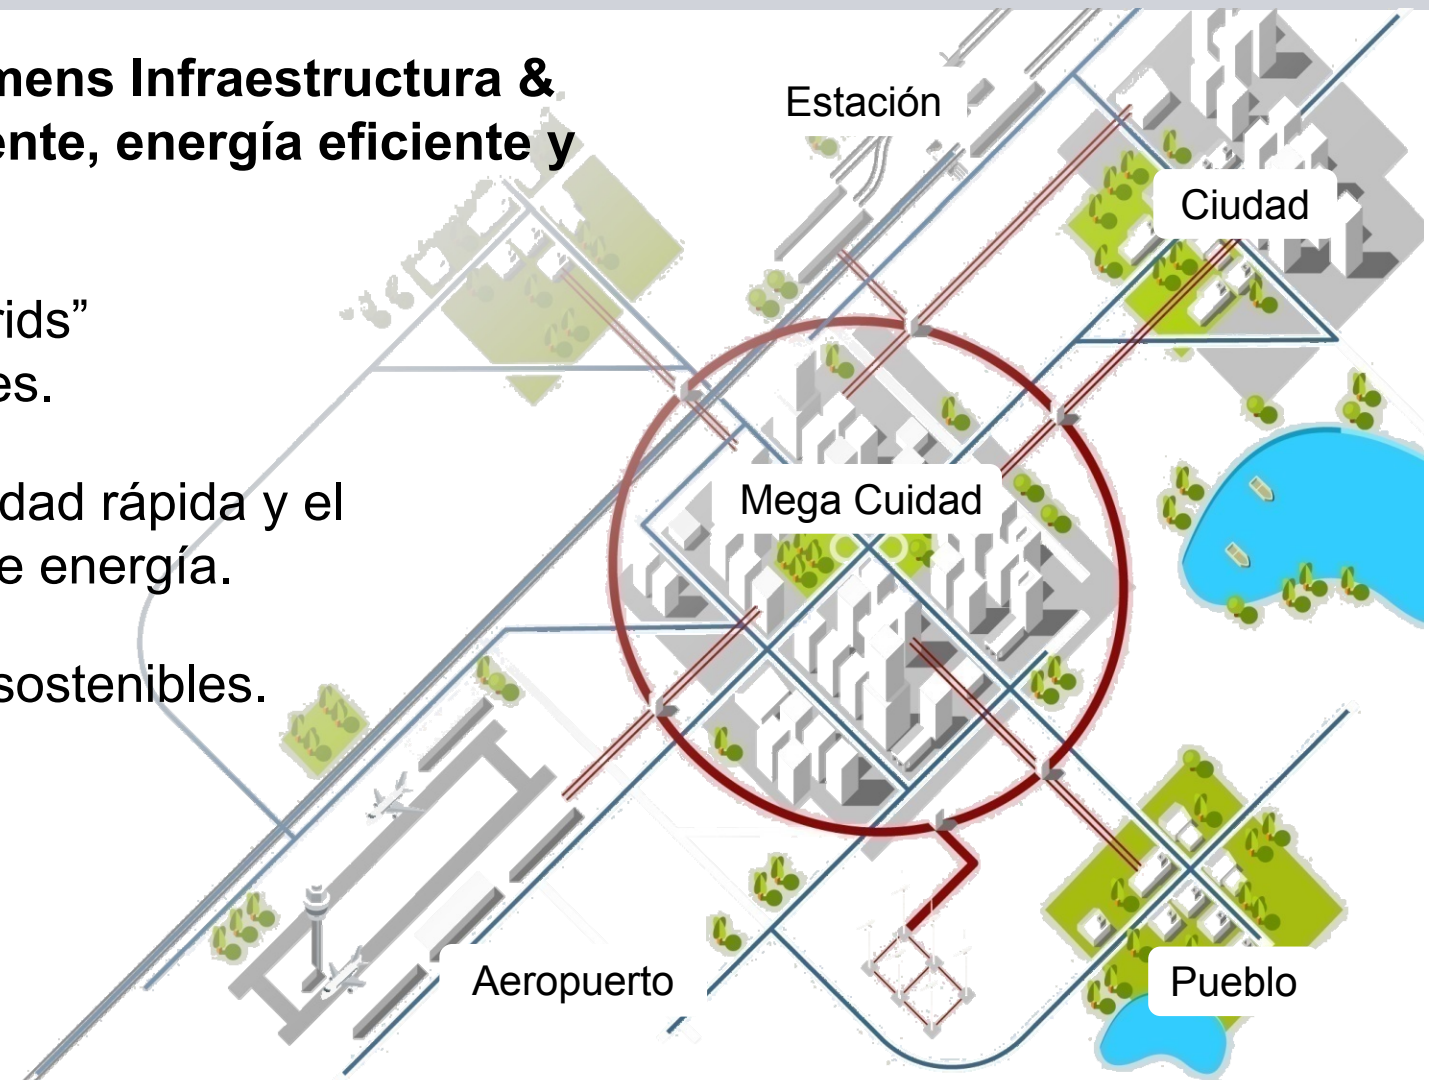 mens Infraestructura &
ente, energía eficiente y
rids”
es.
dad rápida y el
e energía.
sostenibles.
Estación
Ciudad
Mega Cuidad
Aeropuerto
Pueblo